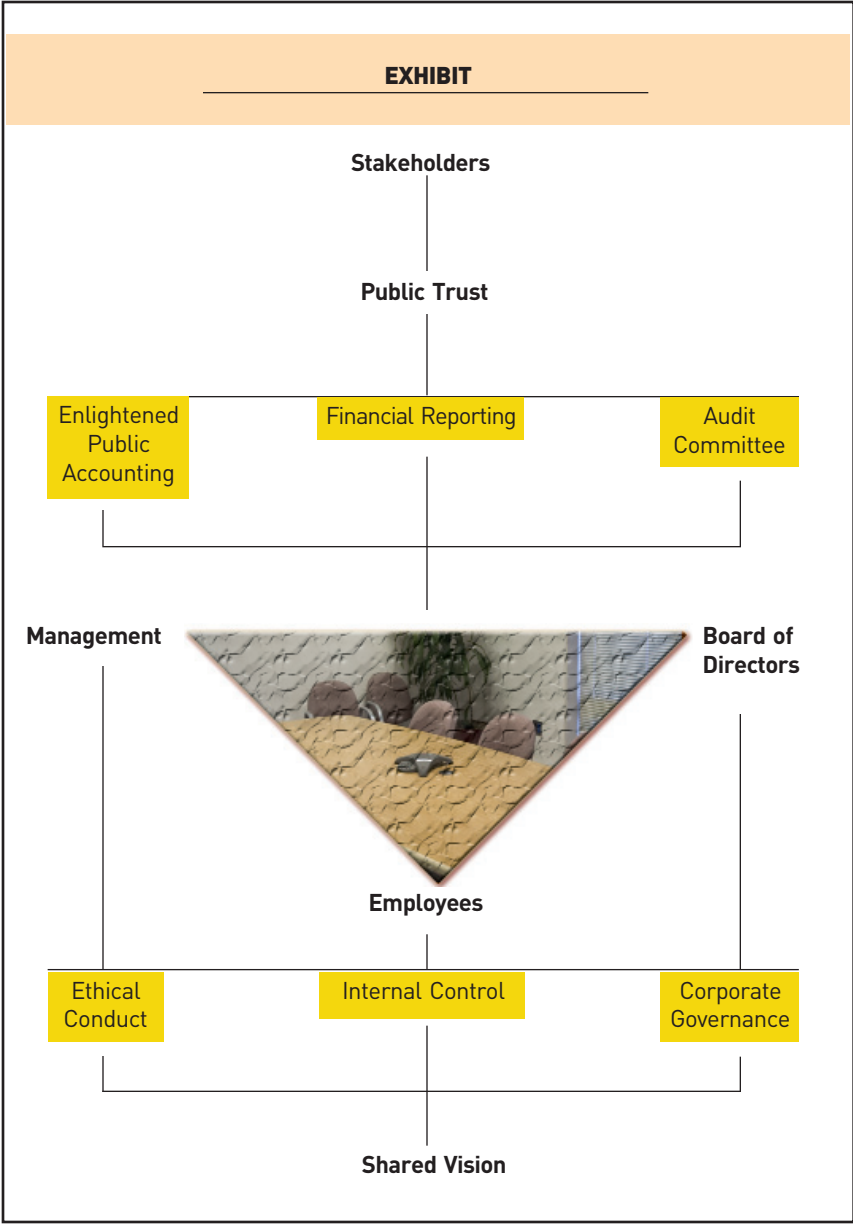 EXHIBIT
Stakeholders
Public Trust
Enlightened
Public
Accounting
Financial Reporting
Audit
Committee
Management
Board of
Directors
Employees
Ethical
Conduct
Internal Control
Corporate
Governance
Shared Vision